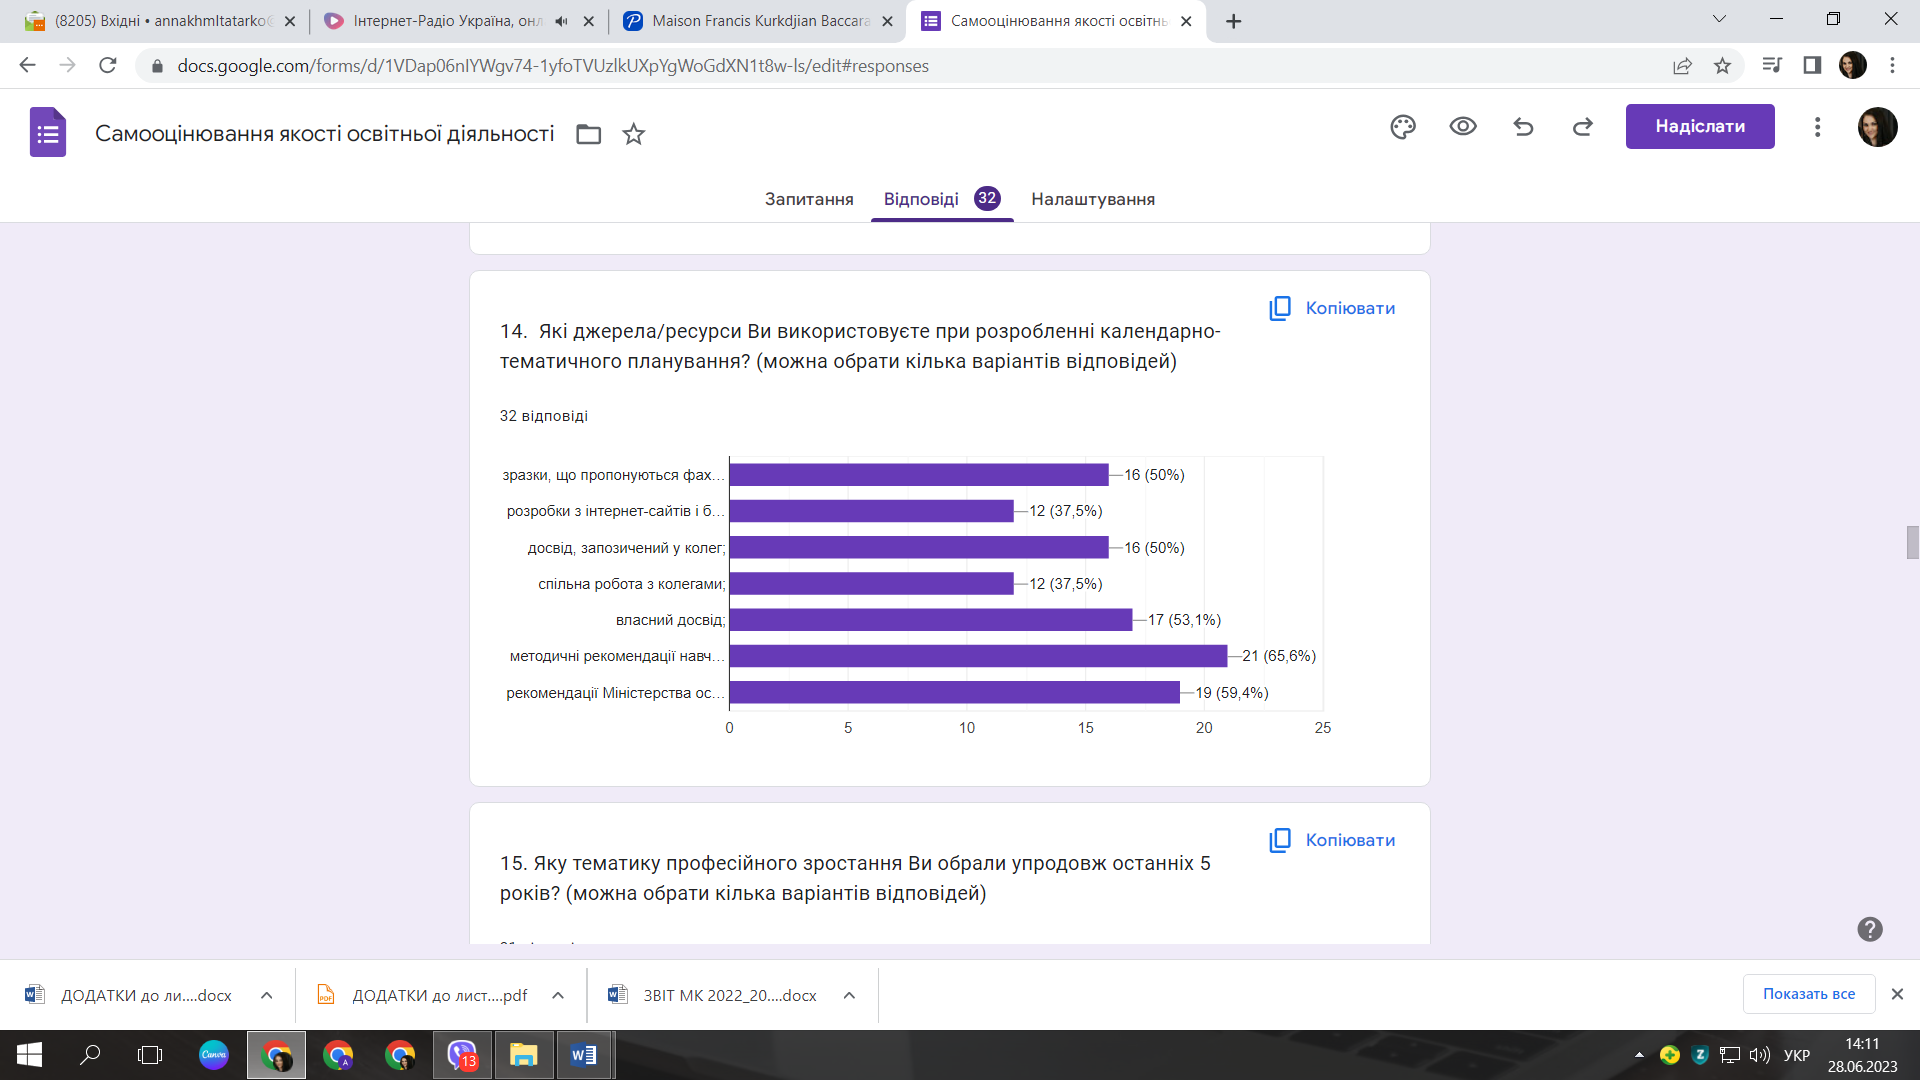 (8205) Вхідні • annakhmltatarko@
Інтернет-Радіо Україна, онл
Maison Francis Kurkdjian Baccara
Самооцінювання якості освітнь
docs.google.com/forms/d/1VDap06nIYWgv74-1yfoTVUzlkUXpYgWoGdXN1t8w-ls/edit#responses
Самооцінювання якості освітньої діяльності
Надіслати
Запитання
Відповіді 32
Налаштування
Копіювати
14. Які джерела/ресурси Ви використовуєте при розробленні календарно-
тематичного планування? (можна обрати кілька варіантів відповідей)
32 відповіді
зразки, що пропонуються фах… 16 (50%)
розробки з інтернет-сайтів і б… 12 (37,5%)
досвід, запозичений у колег; 16 (50%)
спільна робота з колегами; 12 (37,5%)
власний досвід; 17 (53,1%)
методичні рекомендації навч… 21 (65,6%)
рекомендації Міністерства ос… 19 (59,4%)
0 5 10 15 20 25
Копіювати
15. Яку тематику професійного зростання Ви обрали упродовж останніх 5
років? (можна обрати кілька варіантів відповідей)
ДОДАТКИ до ли....docx
ДОДАТКИ до лист....pdf
ЗВІТ МК 2022_20....docx
Показать все
Canva
A
13
УКР
14:11
28.06.2023